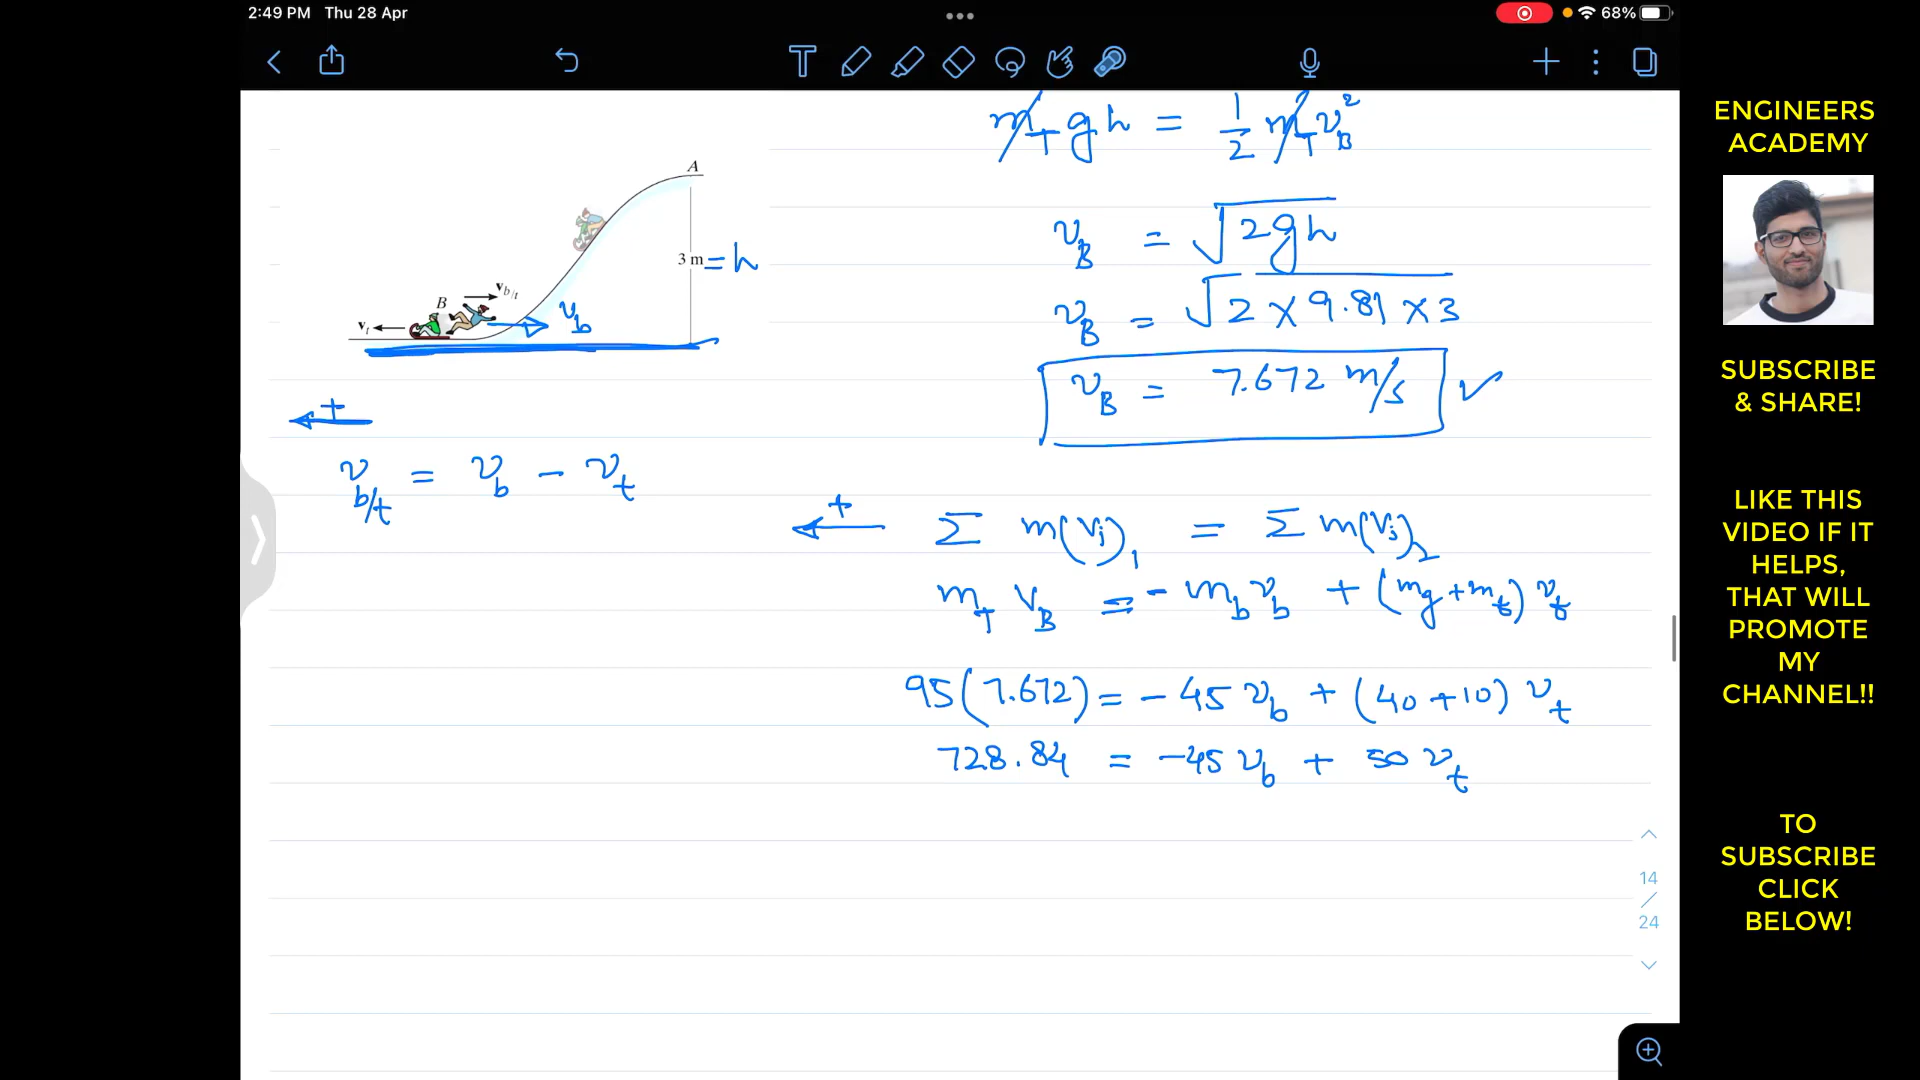 2:49 PM Thu 28 Apr
68%
m_T g h = 1/2 m_T v_B^2
v_B = √2gh
v_B = √2 × 9.81 × 3
v_B = 7.672 m/s ✓
A
3 m = h
B
v_b/t
v_t
v_b
+
v_b/t = v_b - v_t
+
Σ m(v_i)_1 = Σ m(v_i)_2
m_T v_B = - m_b v_b + (m_g + m_t) v_t
95(7.672) = - 45 v_b + (40 + 10) v_t
728.84 = -45 v_b + 50 v_t
14
/
24
ENGINEERS
ACADEMY
SUBSCRIBE
& SHARE!
LIKE THIS
VIDEO IF IT
HELPS,
THAT WILL
PROMOTE
MY
CHANNEL!!
TO
SUBSCRIBE
CLICK
BELOW!